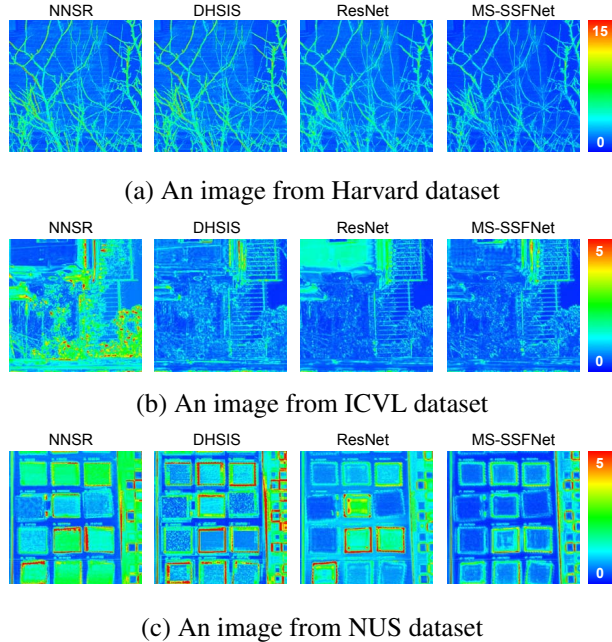 NNSR DHSIS ResNet MS-SSFNet
15
0
(a) An image from Harvard dataset
NNSR DHSIS ResNet MS-SSFNet
5
0
(b) An image from ICVL dataset
NNSR DHSIS ResNet MS-SSFNet
5
0
(c) An image from NUS dataset